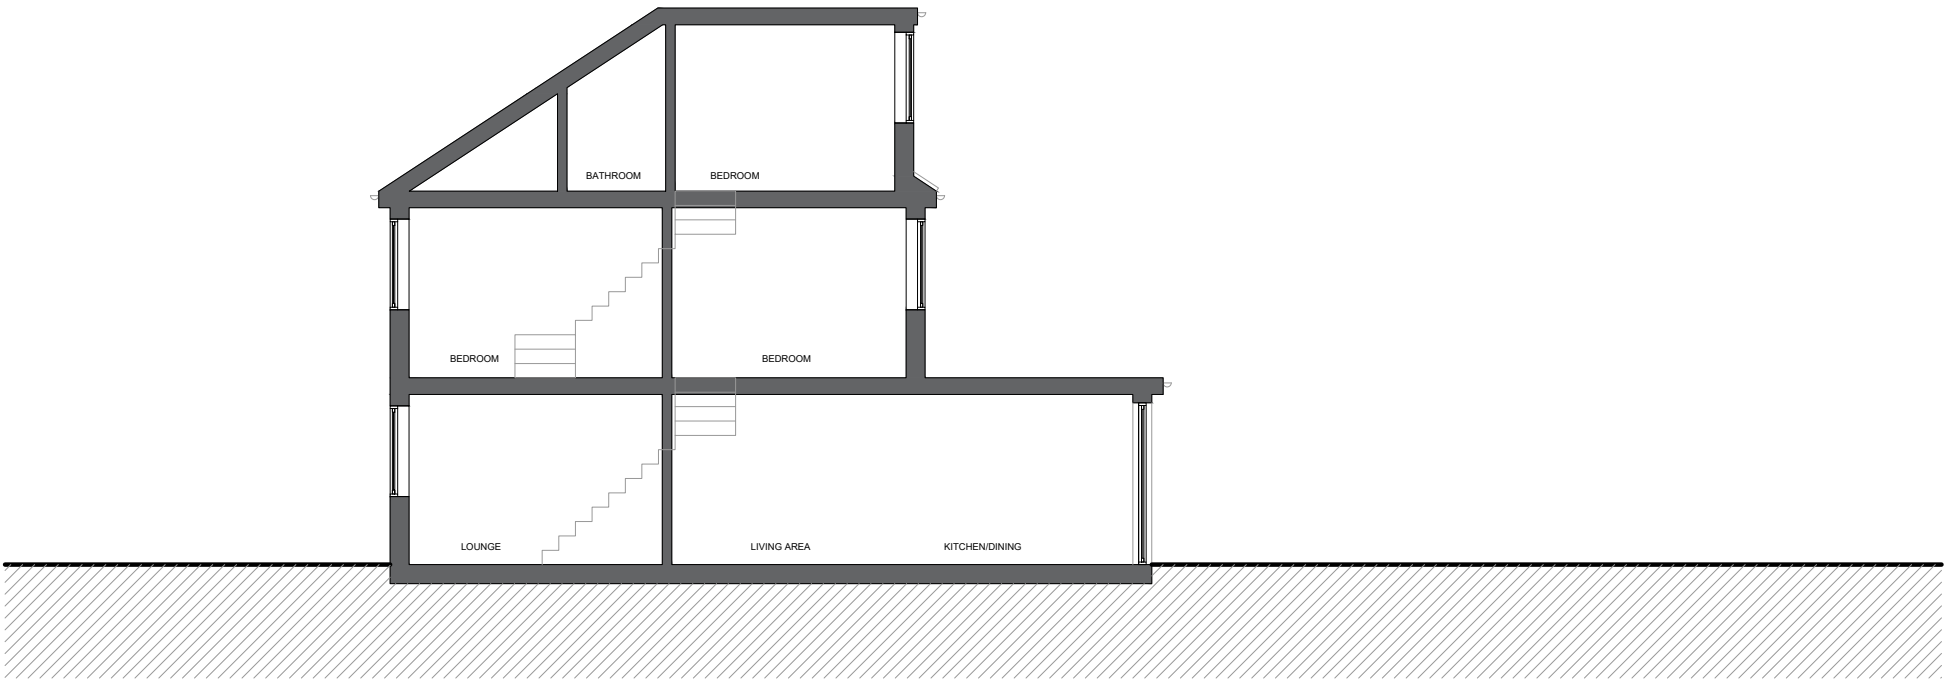 BATHROOM
BEDROOM
BEDROOM
BEDROOM
LOUNGE
LIVING AREA
KITCHEN/DINING